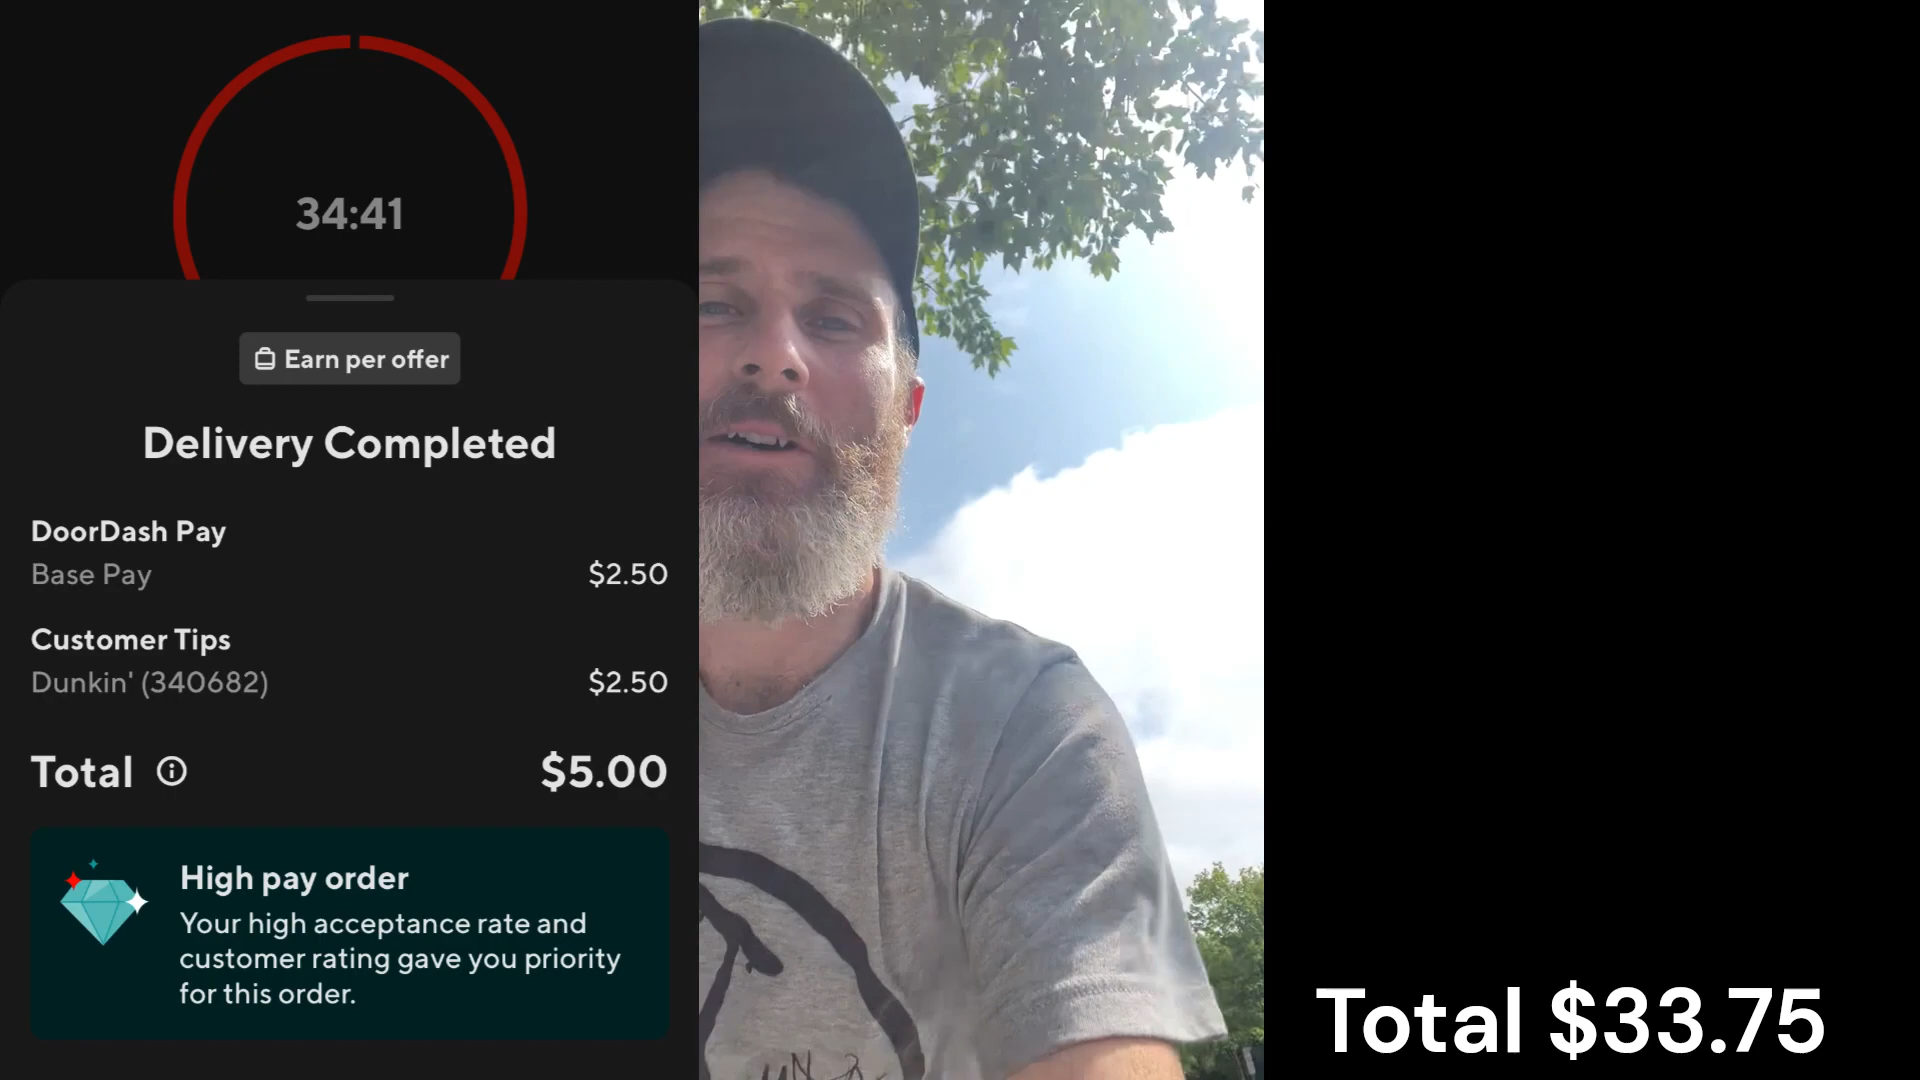 34:41
Earn per offer
Delivery Completed
DoorDash Pay
Base Pay $2.50
Customer Tips
Dunkin' (340682) $2.50
Total $5.00
High pay order
Your high acceptance rate and
customer rating gave you priority
for this order.
Total $33.75